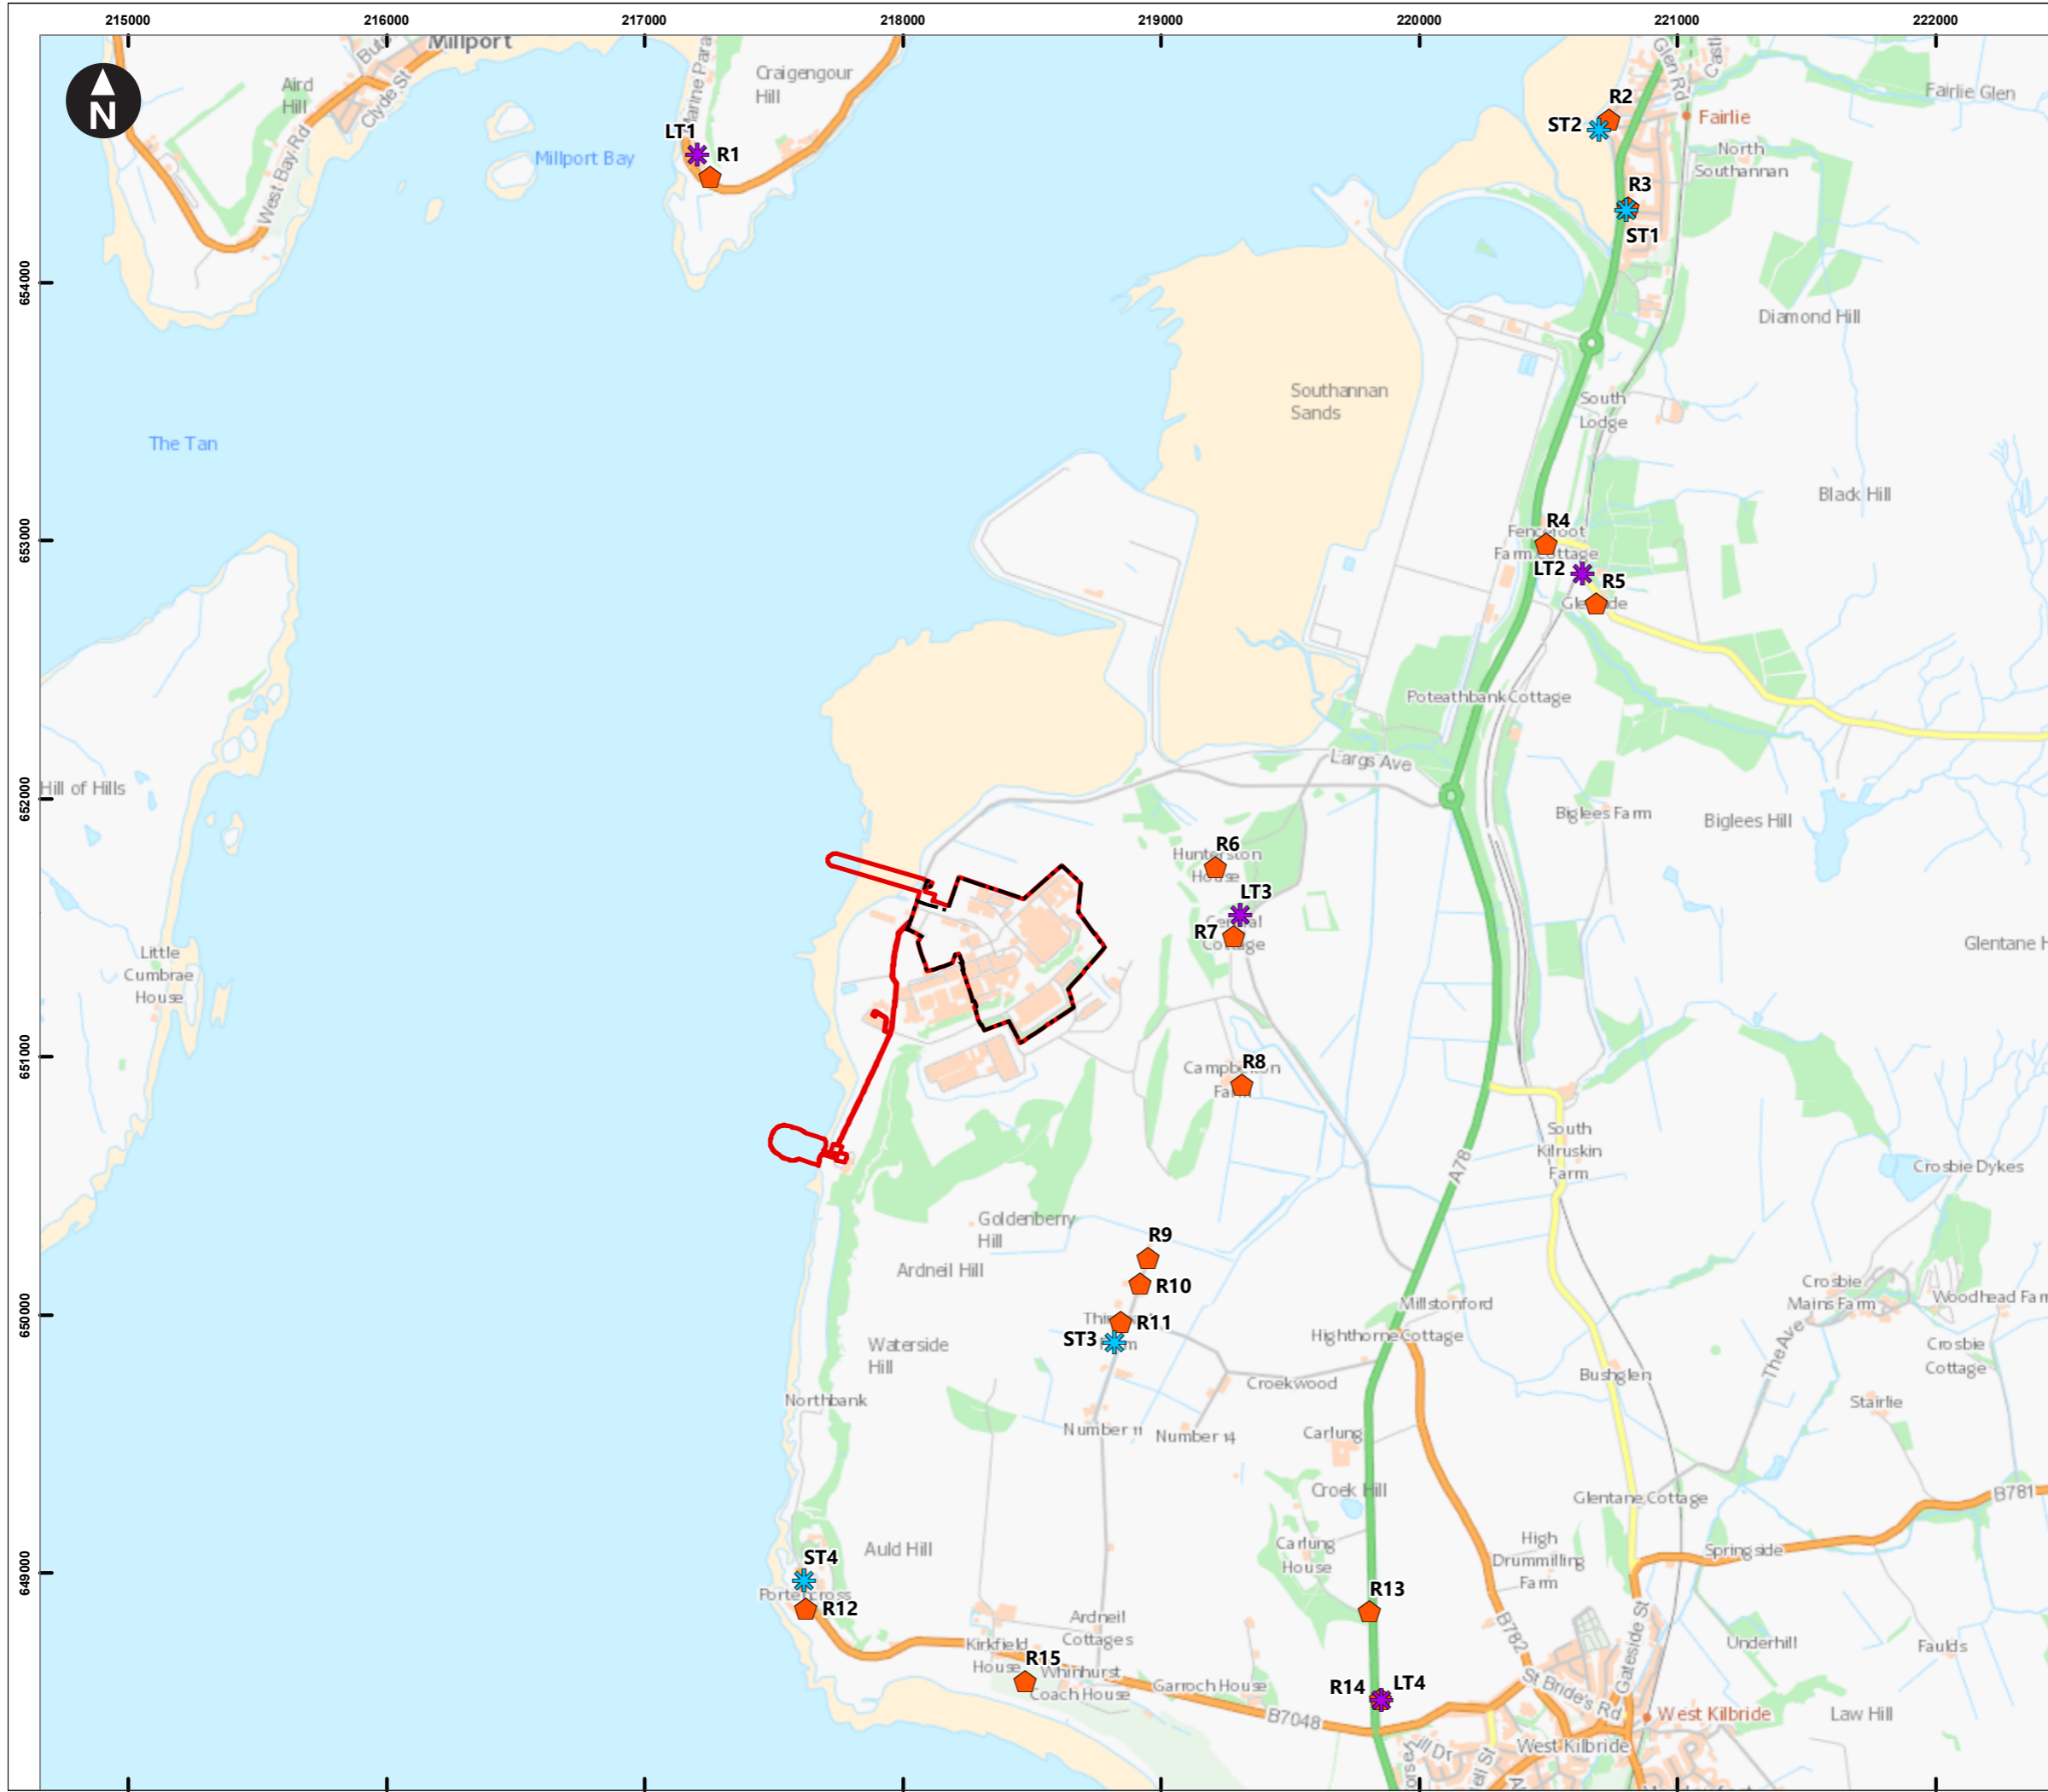 215000 216000 217000 218000 219000 220000 221000 222000
Millport
Clyde St
Aird
Hill
West Bay Rd
N
Craigengour
Hill
LT1
R1
Millport Bay
Glen Rd
Fairlie Glen
R2
ST2
Fairlie
North
Southannan
R3
ST1
654000
Diamond Hill
Southannan
Sands
South
Lodge
The Tan
Black Hill
653000
R4
Farm Cottage
LT2
R5
Poteathbank Cottage
Largs Ave
652000
Hill of Hills
Biglees Farm
Biglees Hill
R6
Hunterston
House
LT3
R7
Cottage
Little
Cumbrae
House
651000
R8
A78
South
Kilruskin
Farm
Crosbie Dykes
Goldenberry
Hill
Ardneil Hill
R9
R10
R11
ST3
650000
Millstonford
Highthorne Cottage
Crosbie
Mains Farm
Waterside
Hill
The Ave
Crosbie
Cottage
Croekwood
Bushglen
Northbank
Stairlie
Number 11
Number 14
Carlung
Croek Hill
Glentane Cottage
B781
High
Drummilling
Farm
Springside
Carlung
House
Auld Hill
649000
ST4
R12
R13
Ardneil
Cottages
Kirkfield
House
R15
Whinhurst
Coach House
Garroch House
B7048
R14
LT4
B782
St Bride's Rd
Gateside St
Underhill
Faulds
West Kilbride
Law Hill
West Kilbride